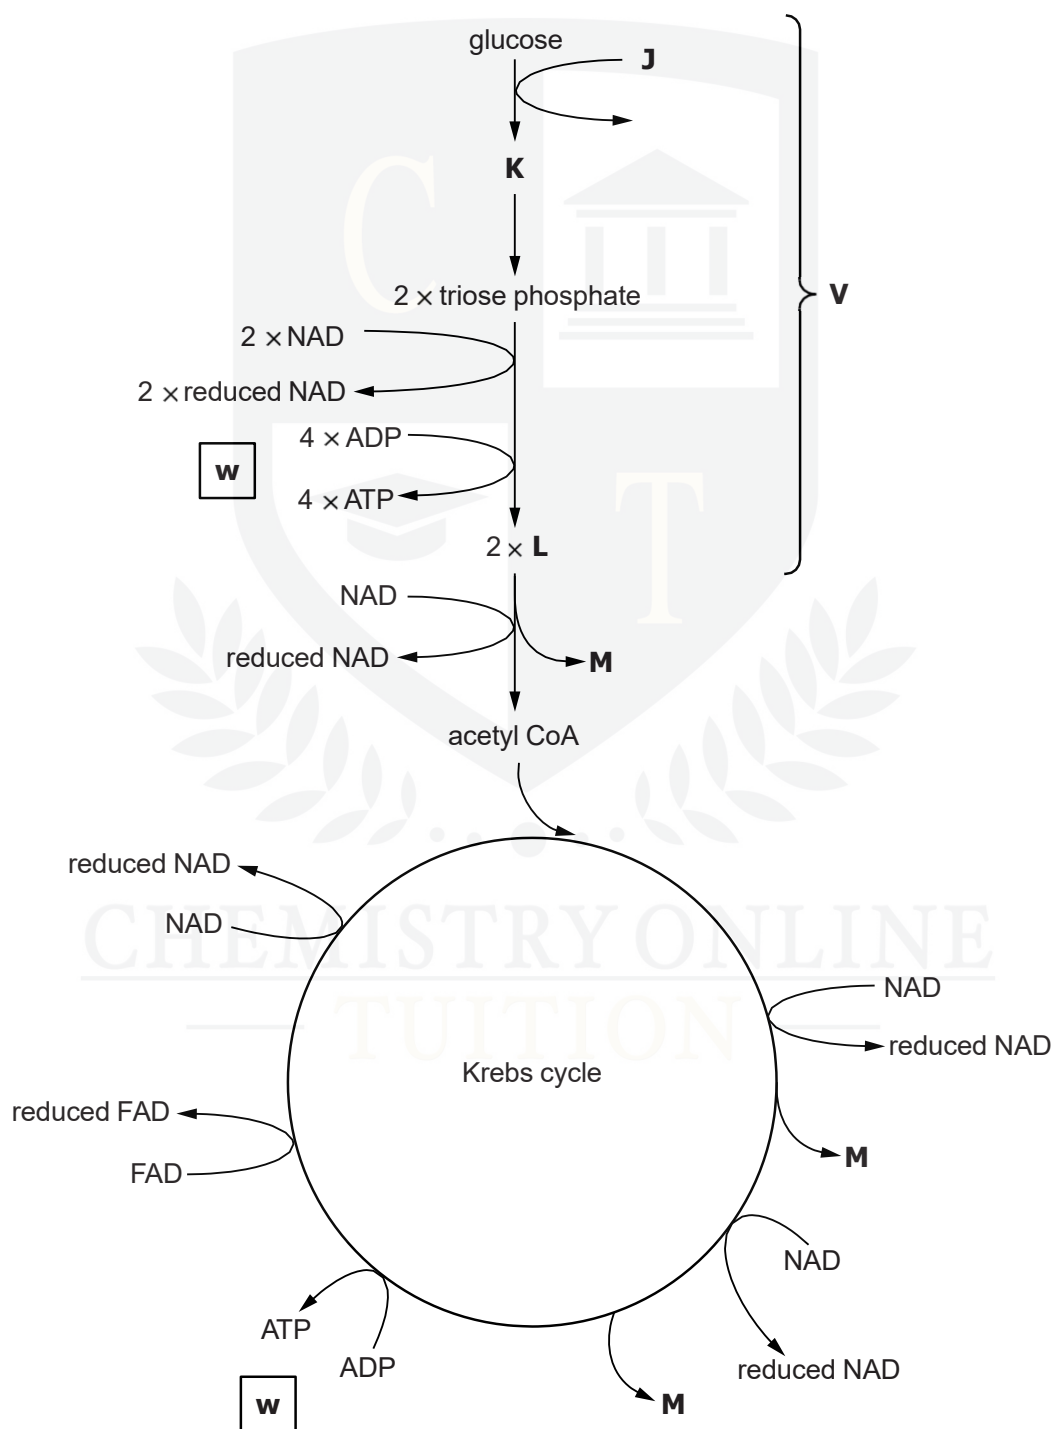 glucose
J
K
2 × triose phosphate
V
2 × NAD
2 × reduced NAD
4 × ADP
w
4 × ATP
2 × L
NAD
reduced NAD
M
acetyl CoA
reduced NAD
NAD
NAD
reduced NAD
Krebs cycle
reduced FAD
FAD
M
NAD
ATP
ADP
reduced NAD
w
M
C
T
CHEMISTRY ONLINE
TUITION